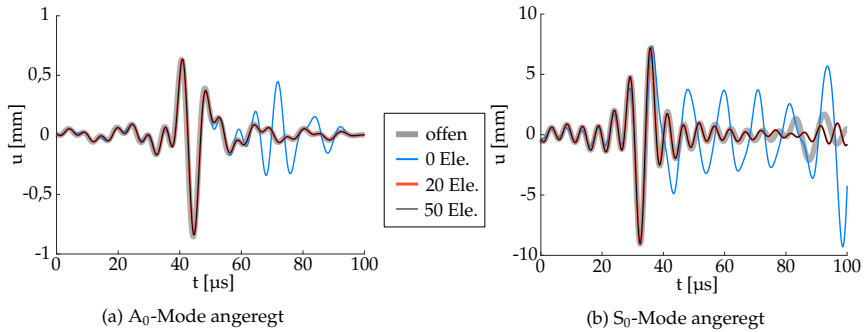 1
0,5
0
-0,5
-1
u [mm]
0 20 40 60 80 100
t [µs]
(a) A₀-Mode angeregt
offen
0 Ele.
20 Ele.
50 Ele.
10
5
0
-5
-10
u [mm]
0 20 40 60 80 100
t [µs]
(b) S₀-Mode angeregt